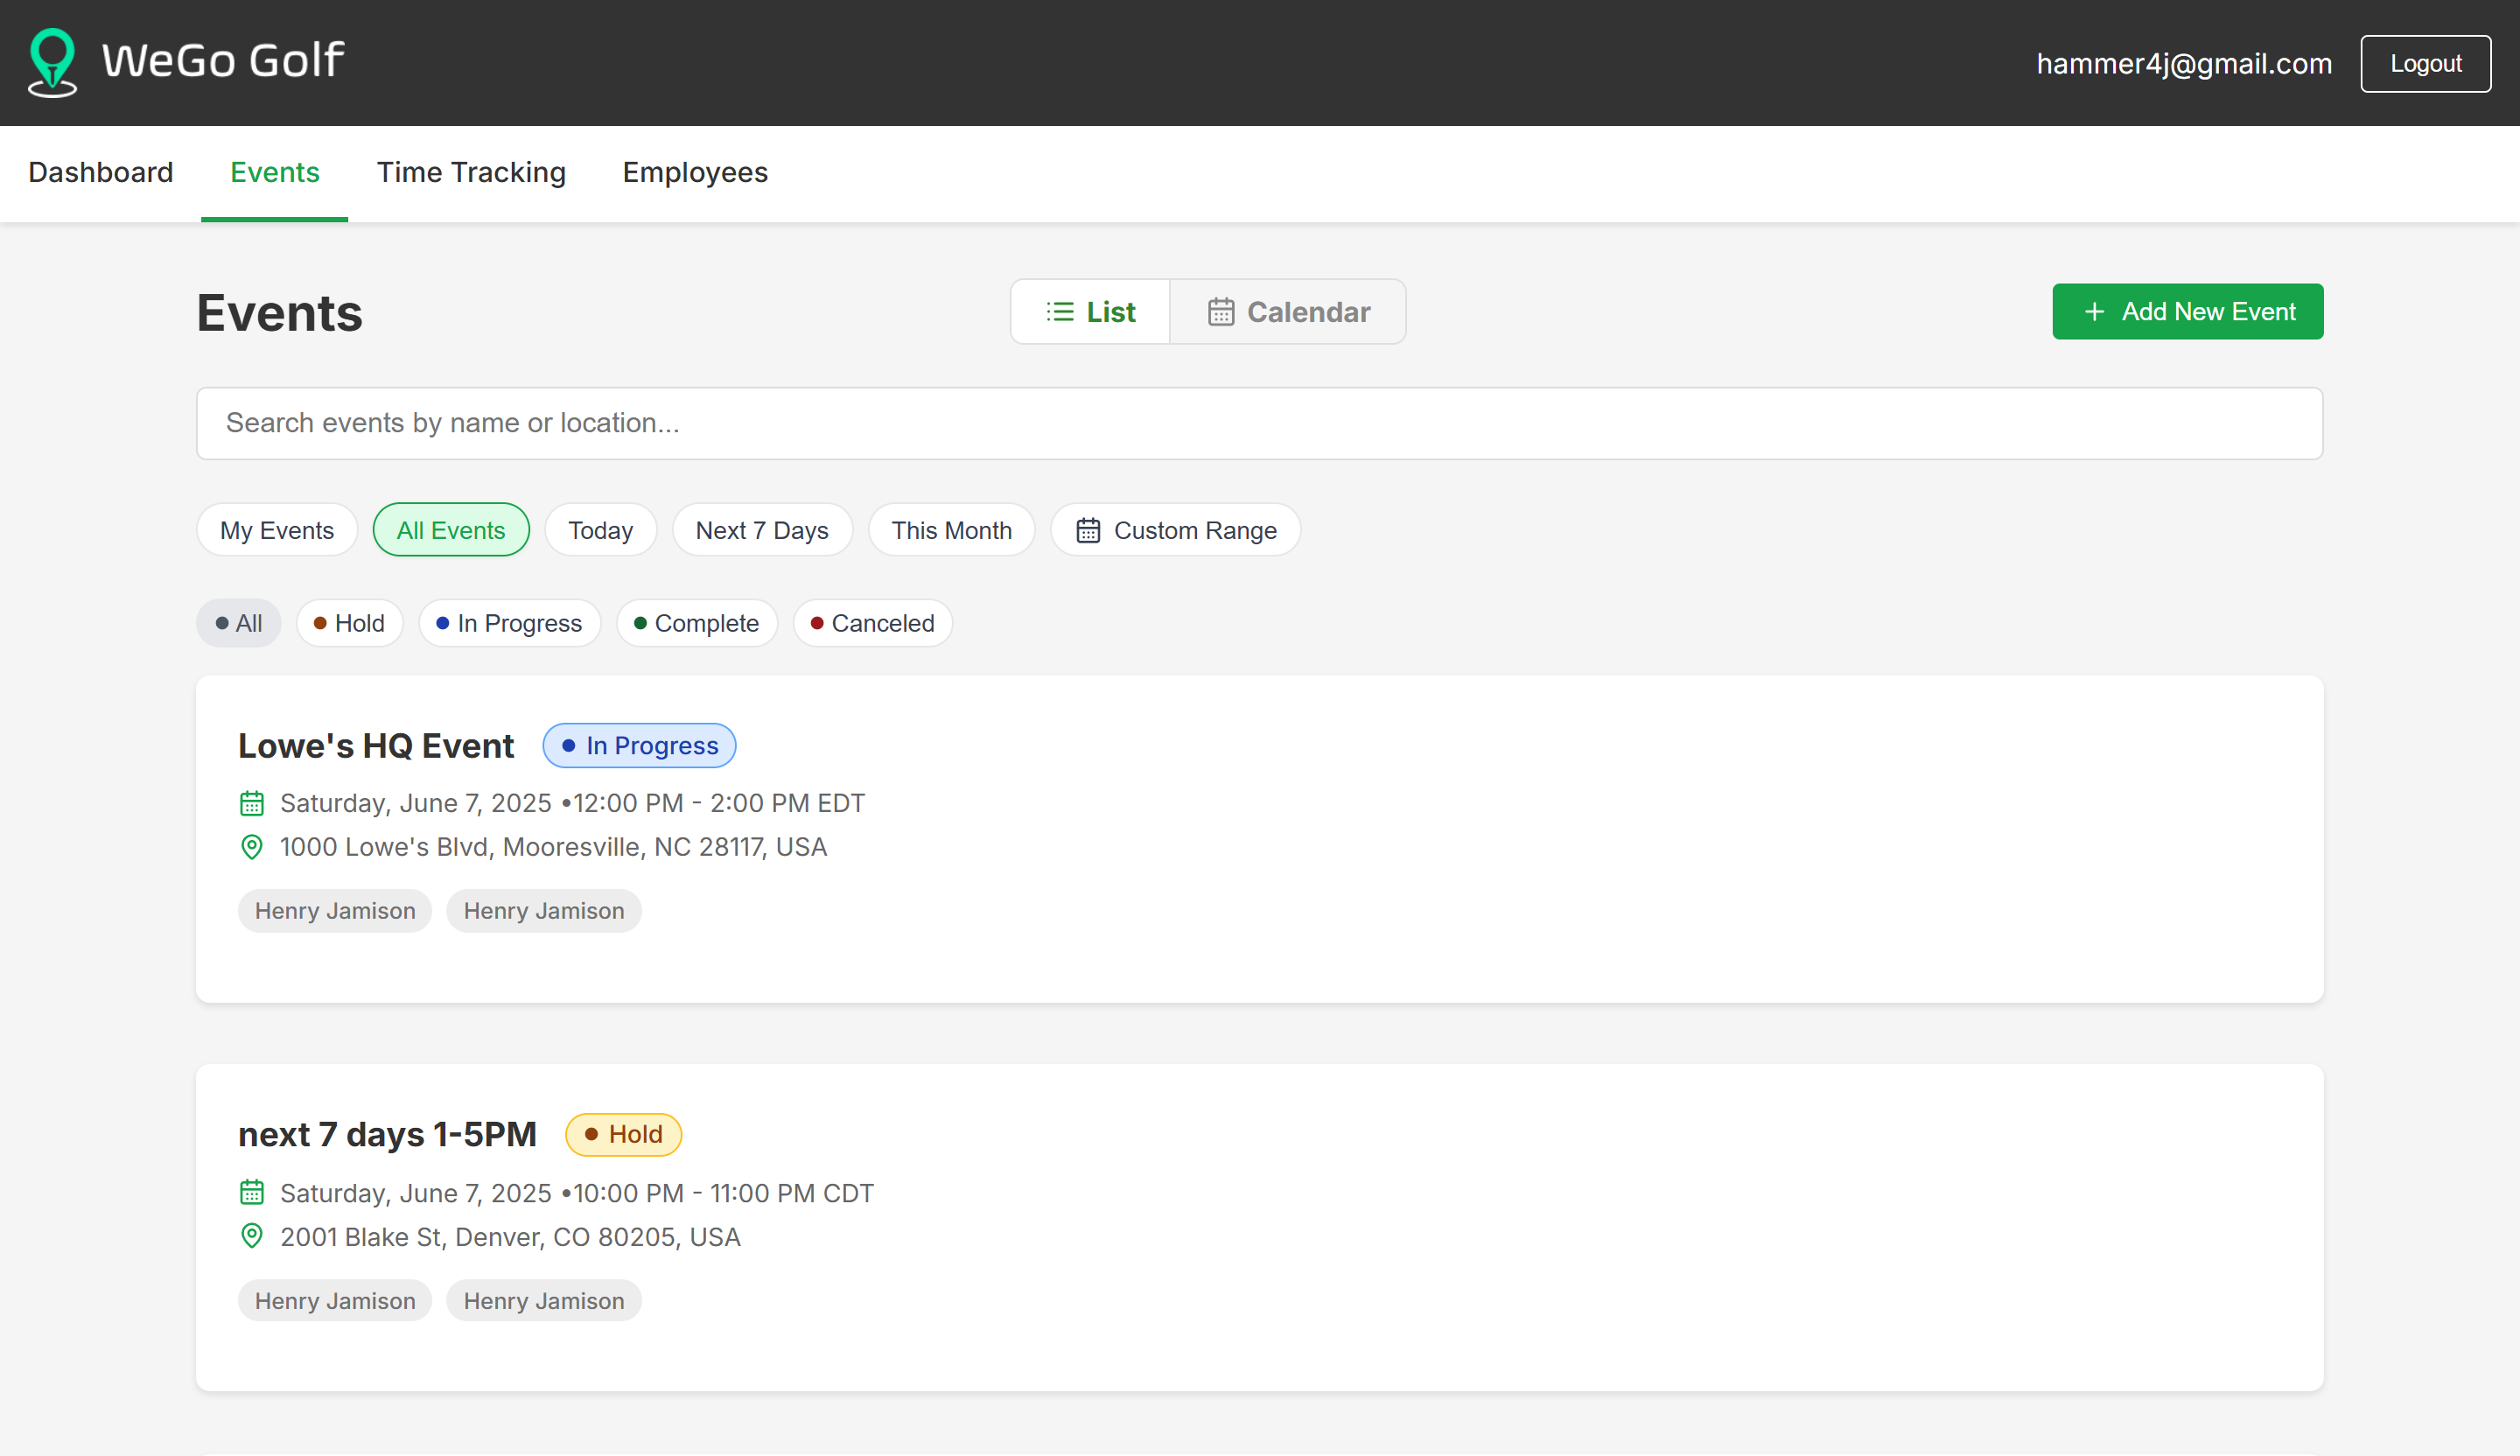 WeGo Golf
hammer4j@gmail.com
Logout
Dashboard
Events
Time Tracking
Employees
Events
List
Calendar
+ Add New Event
Search events by name or location...
My Events
All Events
Today
Next 7 Days
This Month
Custom Range
All
Hold
In Progress
Complete
Canceled
Lowe's HQ Event
In Progress
Saturday, June 7, 2025 •12:00 PM - 2:00 PM EDT
1000 Lowe's Blvd, Mooresville, NC 28117, USA
Henry Jamison
Henry Jamison
next 7 days 1-5PM
Hold
Saturday, June 7, 2025 •10:00 PM - 11:00 PM CDT
2001 Blake St, Denver, CO 80205, USA
Henry Jamison
Henry Jamison